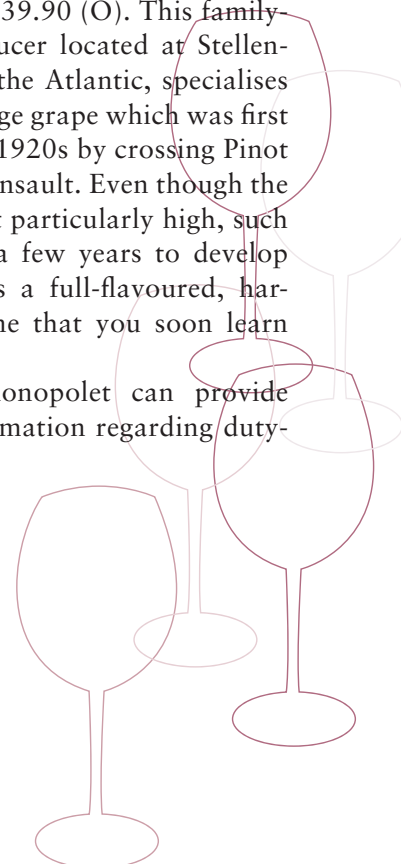 39.90 (O). This family-
ucer located at Stellen-
the Atlantic, specialises
ge grape which was first
1920s by crossing Pinot
nsault. Even though the
t particularly high, such
a few years to develop
s a full-flavoured, har-
ne that you soon learn
onopolet can provide
mation regarding duty-